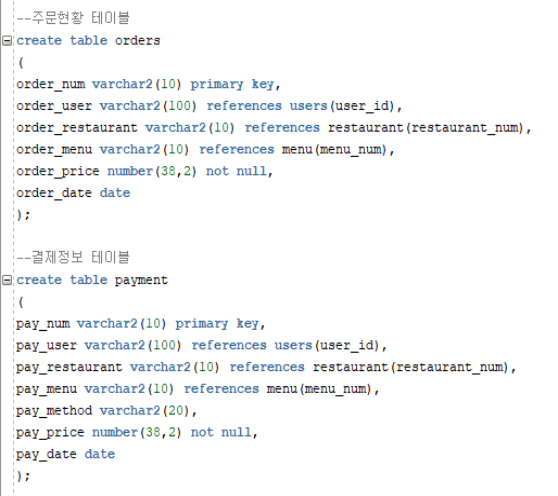 --주문현황 테이블
create table orders
(
order_num varchar2(10) primary key,
order_user varchar2(100) references users(user_id),
order_restaurant varchar2(10) references restaurant(restaurant_num),
order_menu varchar2(10) references menu(menu_num),
order_price number(38,2) not null,
order_date date
);
--결제정보 테이블
create table payment
(
pay_num varchar2(10) primary key,
pay_user varchar2(100) references users(user_id),
pay_restaurant varchar2(10) references restaurant(restaurant_num),
pay_menu varchar2(10) references menu(menu_num),
pay_method varchar2(20),
pay_price number(38,2) not null,
pay_date date
);